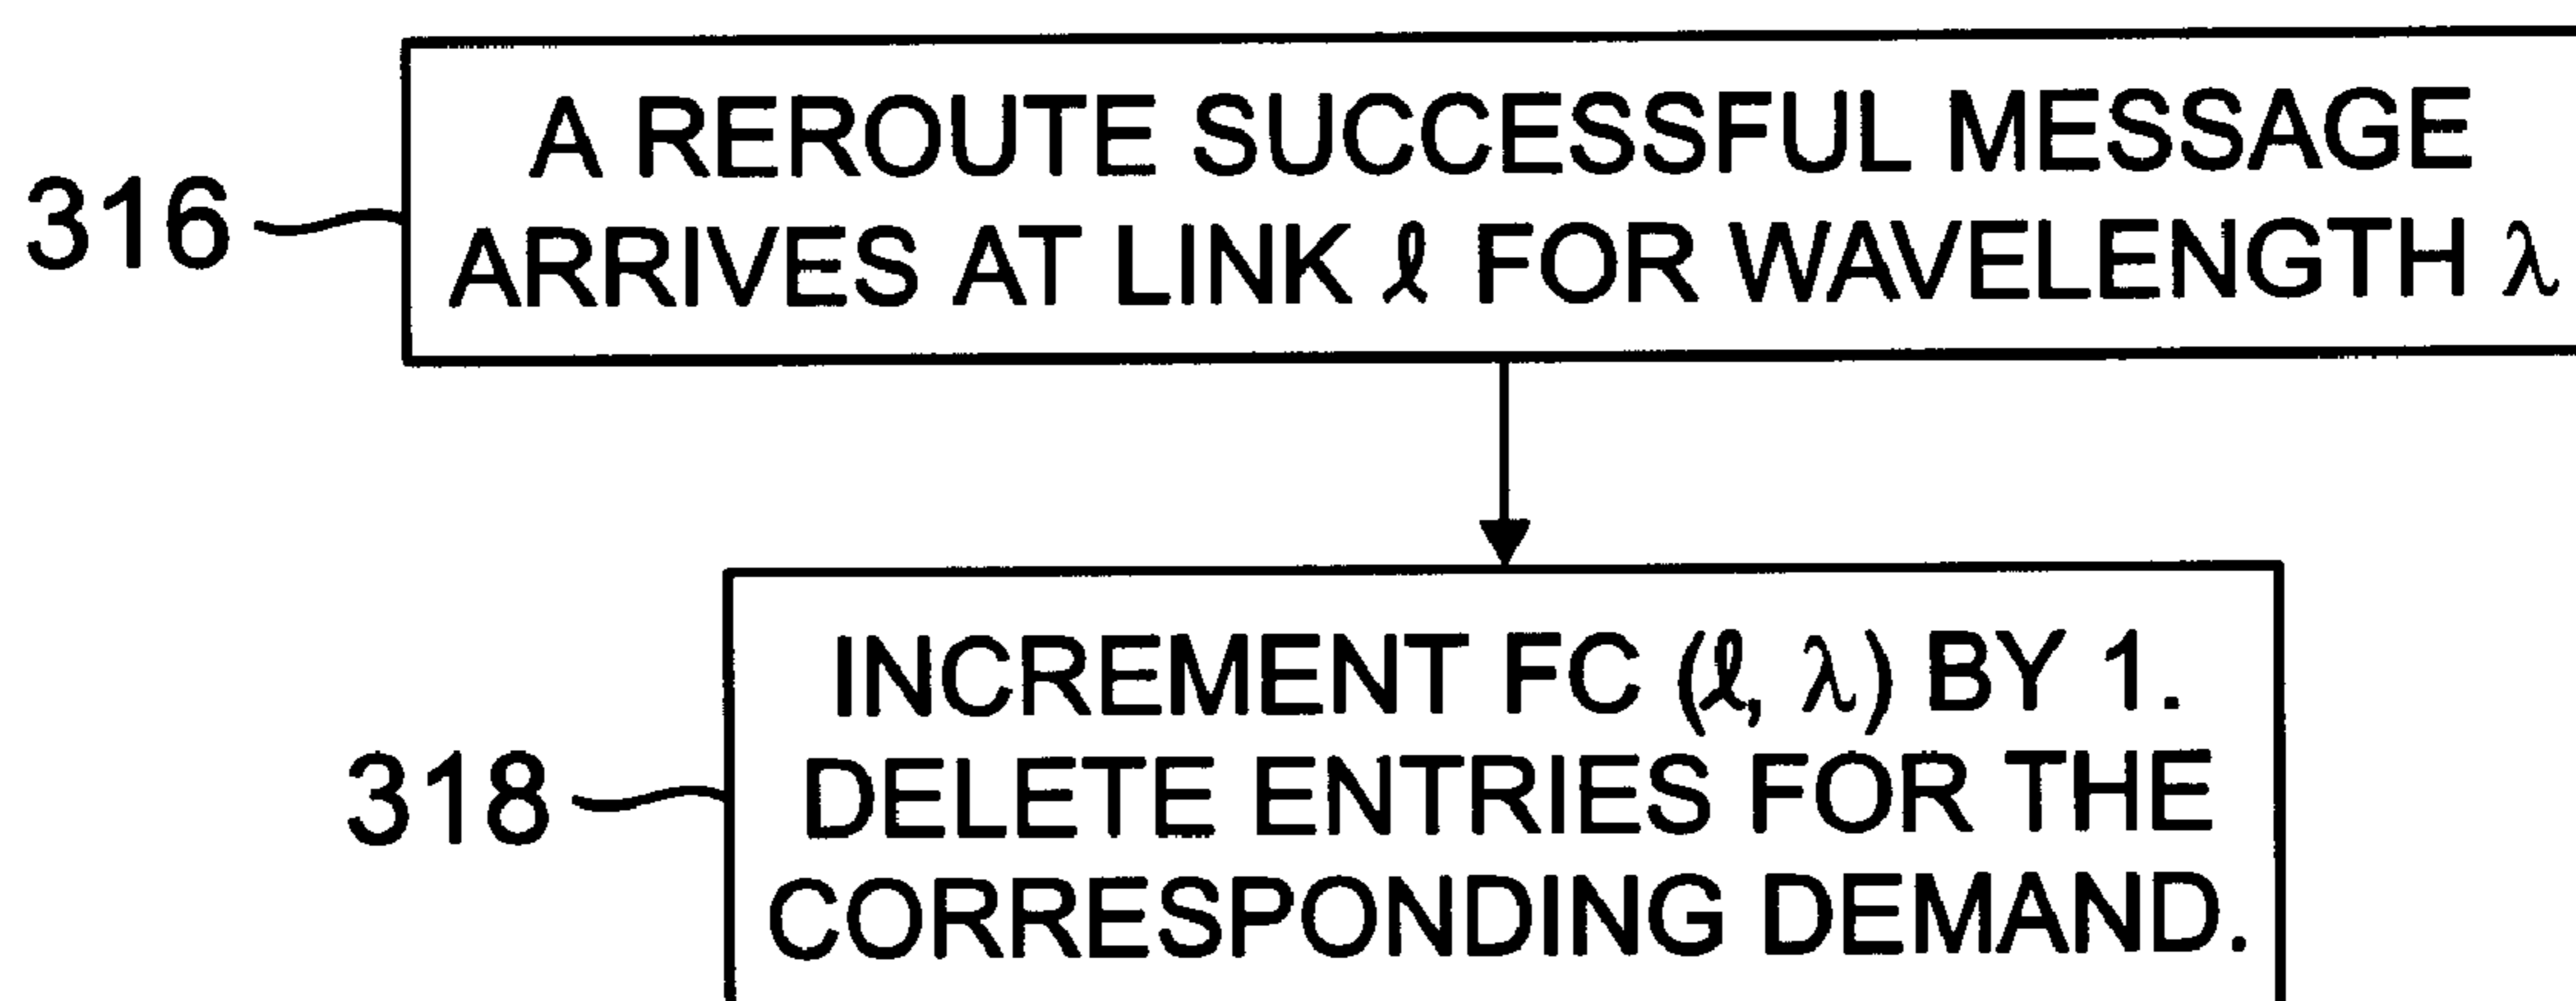 A REROUTE SUCCESSFUL MESSAGE
316
ARRIVES AT LINK ℓ FOR WAVELENGTH λ
INCREMENT FC (ℓ, λ) BY 1.
318
DELETE ENTRIES FOR THE
CORRESPONDING DEMAND.